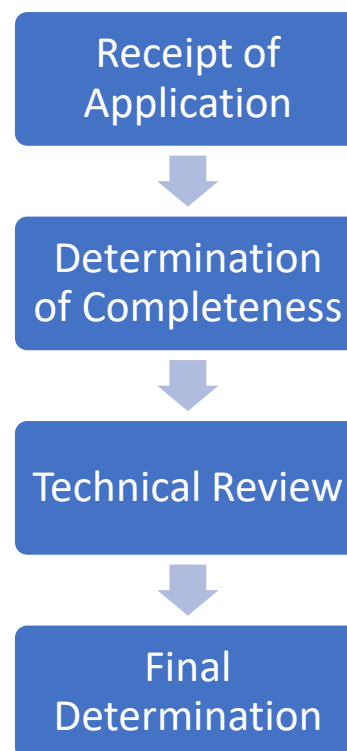 Receipt of
Application
Determination
of Completeness
Technical Review
Final
Determination